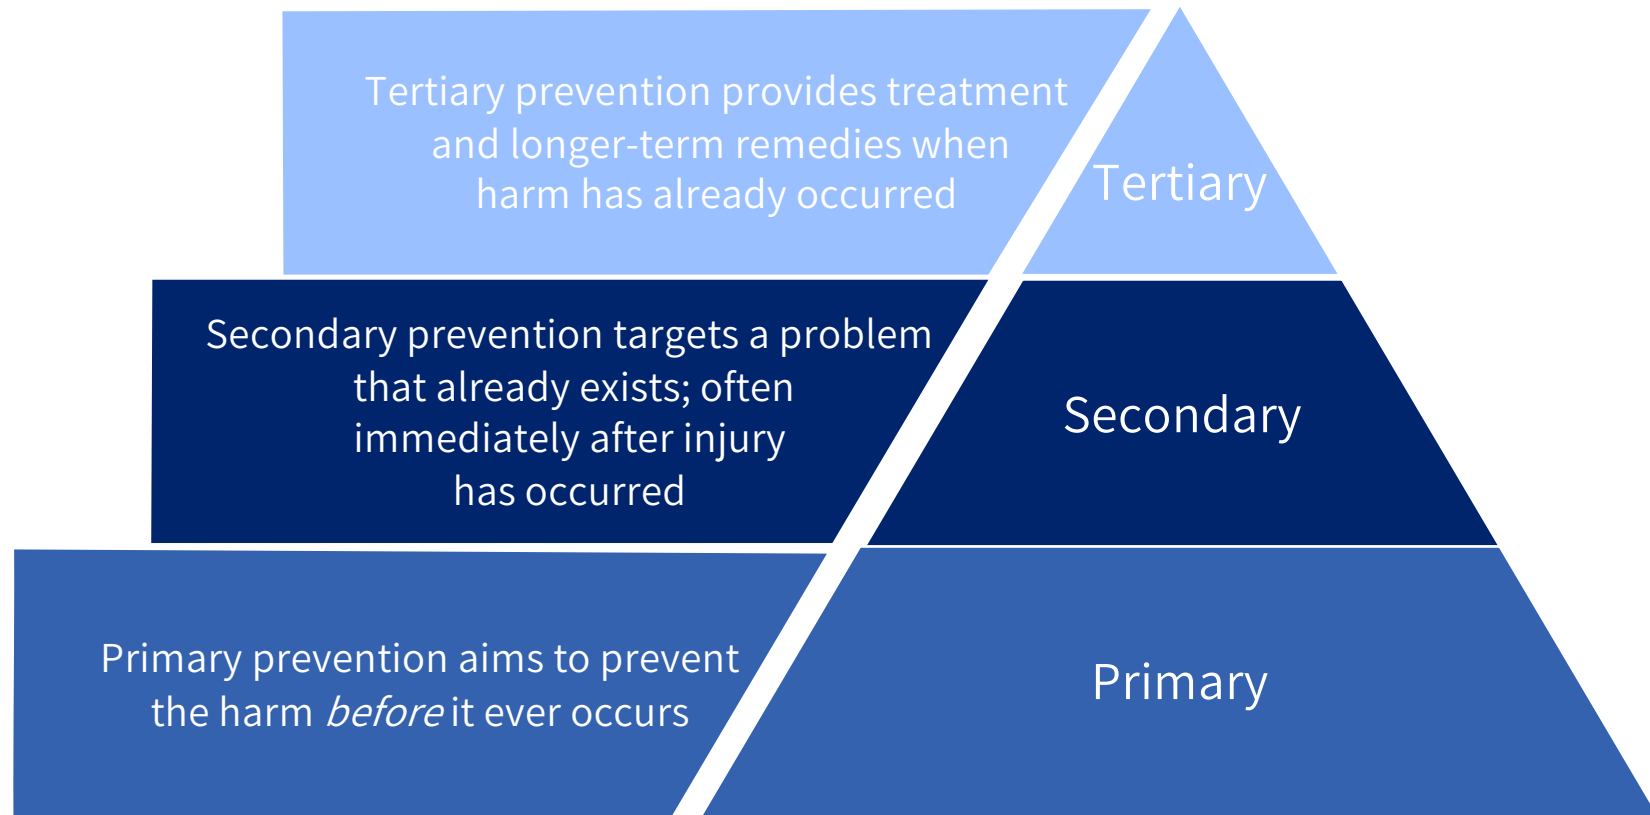 Tertiary prevention provides treatment
and longer-term remedies when
harm has already occurred
Tertiary
Secondary prevention targets a problem
that already exists; often
immediately after injury
has occurred
Secondary
Primary prevention aims to prevent
the harm before it ever occurs
Primary